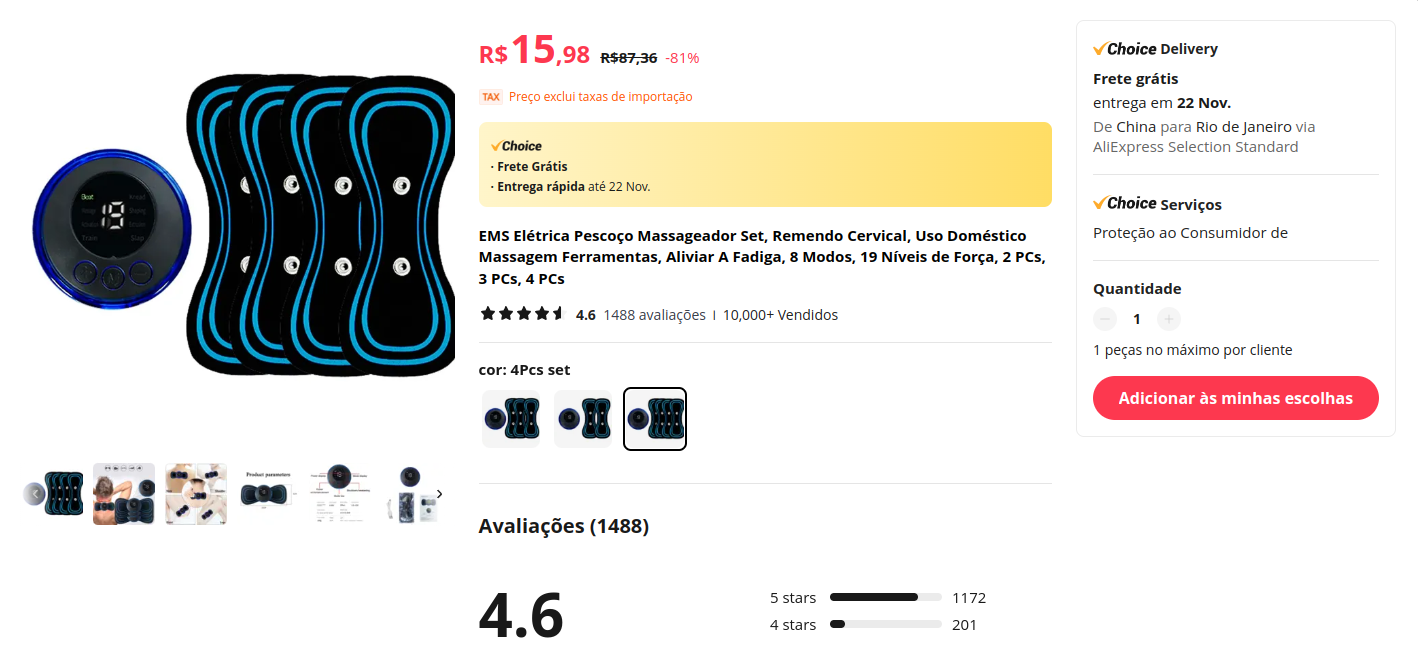 R$15,98 R$87,36 -81%
TAX Preço exclui taxas de importação
Choice
· Frete Grátis
· Entrega rápida até 22 Nov.
EMS Elétrica Pescoço Massageador Set, Remendo Cervical, Uso Doméstico
Massagem Ferramentas, Aliviar A Fadiga, 8 Modos, 19 Níveis de Força, 2 PCs,
3 PCs, 4 PCs
4.6 1488 avaliações | 10,000+ Vendidos
cor: 4Pcs set
Avaliações (1488)
4.6
5 stars 1172
4 stars 201
Choice Delivery
Frete grátis
entrega em 22 Nov.
De China para Rio de Janeiro via
AliExpress Selection Standard
Choice Serviços
Proteção ao Consumidor de
Quantidade
1
1 peças no máximo por cliente
Adicionar às minhas escolhas
Beat
19
Product parameters